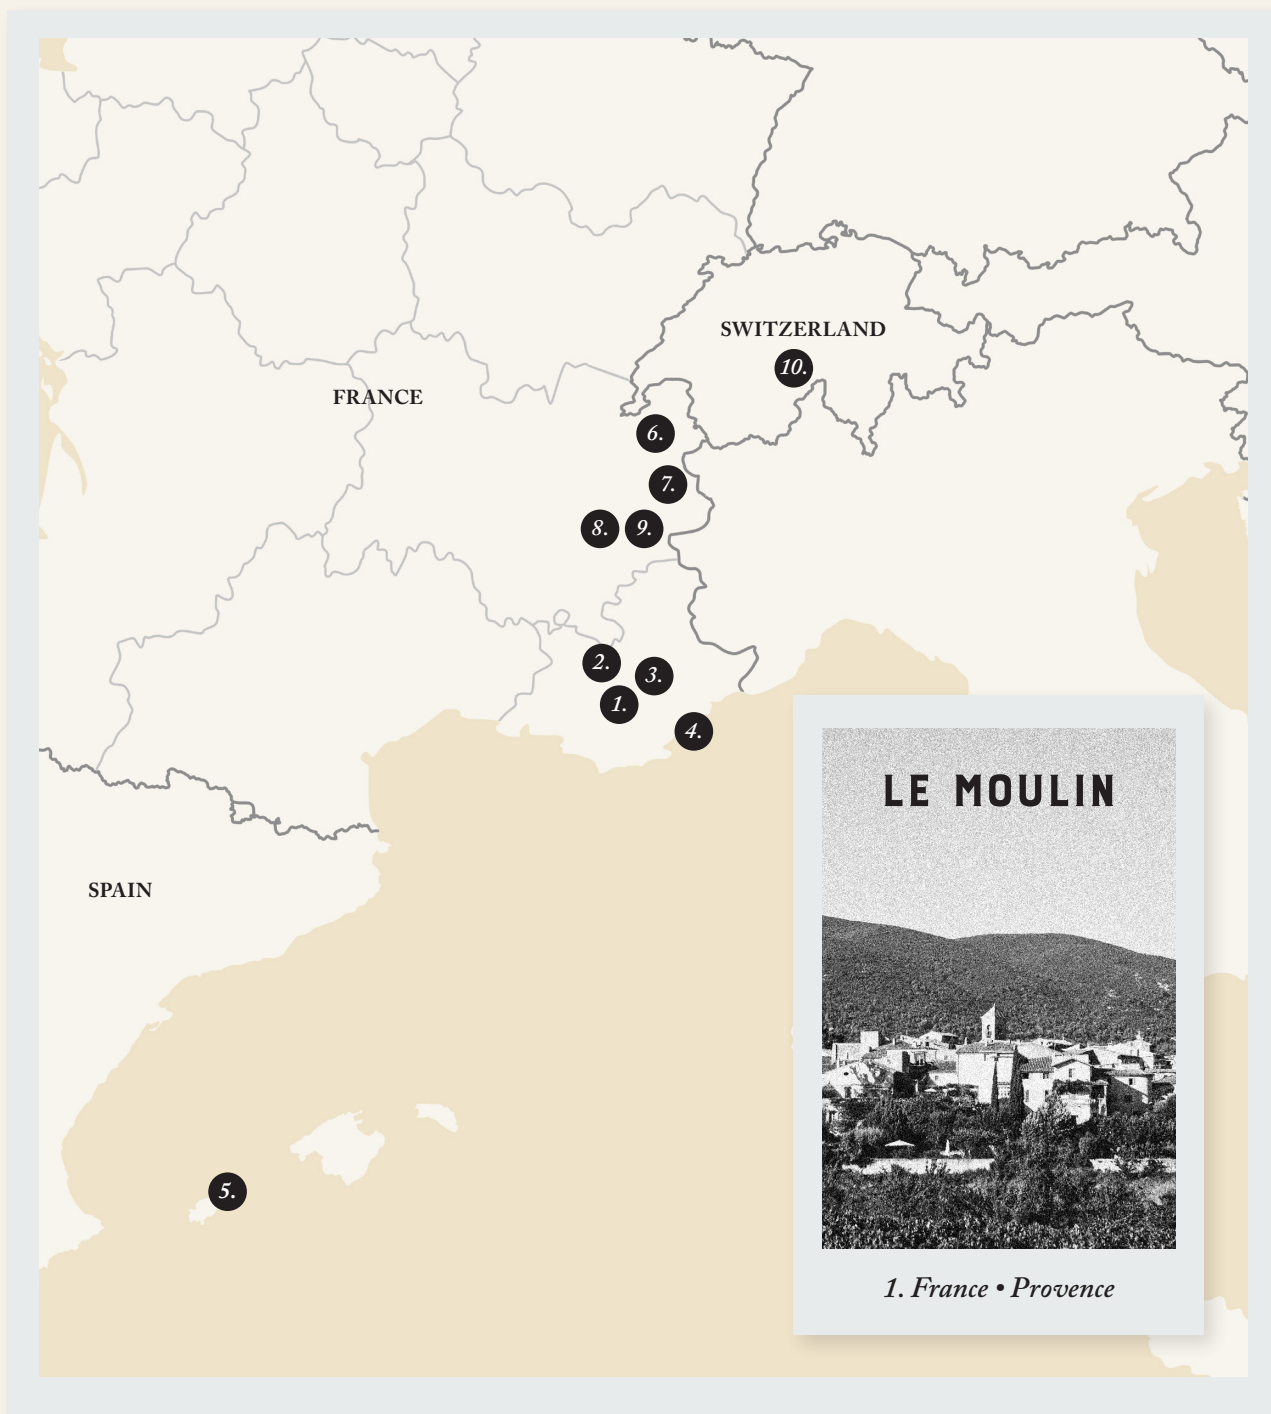 SWITZERLAND
10.
FRANCE
6.
7.
8.
9.
2.
3.
1.
4.
SPAIN
5.
LE MOULIN
1. France • Provence